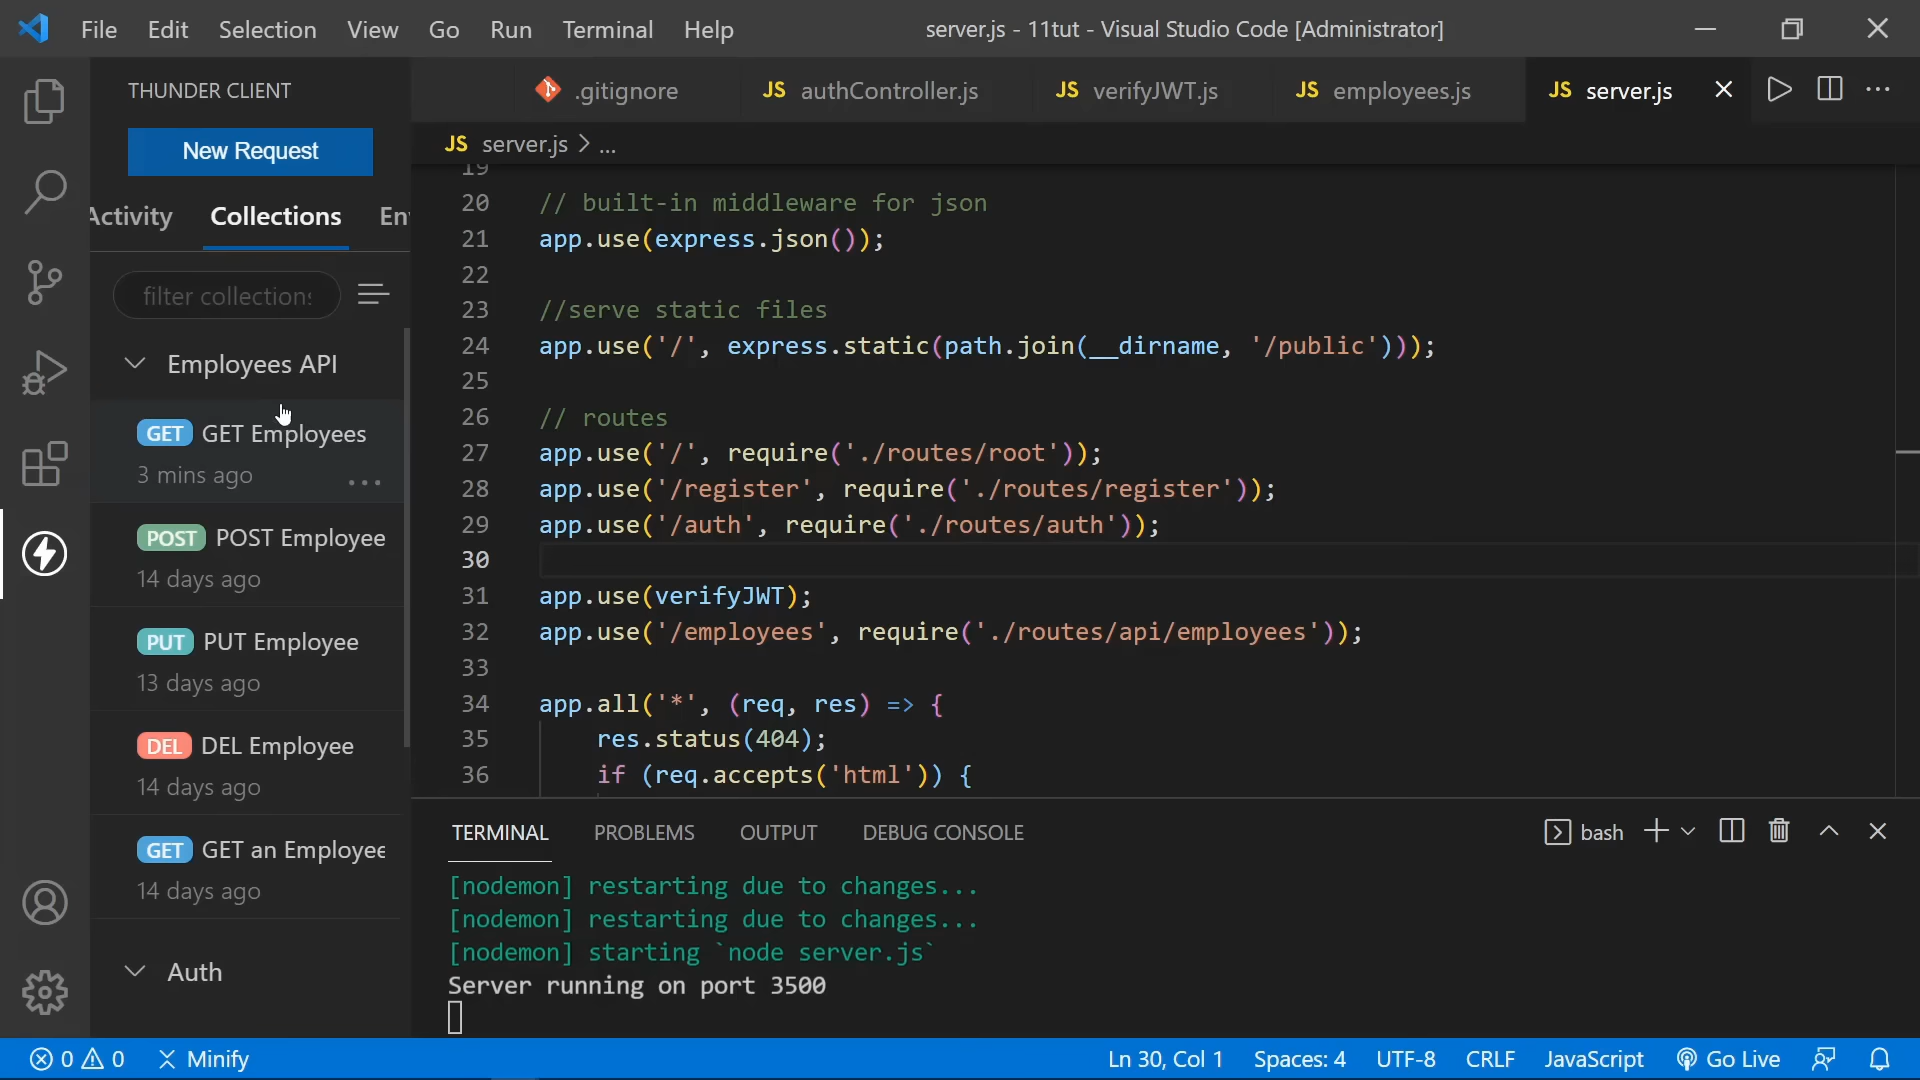 File Edit Selection View Go Run Terminal Help
server.js - 11tut - Visual Studio Code [Administrator]
THUNDER CLIENT
New Request
Activity Collections En
filter collections
Employees API
GET GET Employees
3 mins ago
POST POST Employee
14 days ago
PUT PUT Employee
13 days ago
DEL DEL Employee
14 days ago
GET GET an Employee
14 days ago
Auth
.gitignore JS authController.js JS verifyJWT.js JS employees.js JS server.js
JS server.js > ...
19
20 // built-in middleware for json
21 app.use(express.json());
22
23 //serve static files
24 app.use('/', express.static(path.join(__dirname, '/public')));
25
26 // routes
27 app.use('/', require('./routes/root'));
28 app.use('/register', require('./routes/register'));
29 app.use('/auth', require('./routes/auth'));
30
31 app.use(verifyJWT);
32 app.use('/employees', require('./routes/api/employees'));
33
34 app.all('*', (req, res) => {
35 res.status(404);
36 if (req.accepts('html')) {
TERMINAL PROBLEMS OUTPUT DEBUG CONSOLE
bash
[nodemon] restarting due to changes...
[nodemon] restarting due to changes...
[nodemon] starting `node server.js`
Server running on port 3500
0 0 Minify
Ln 30, Col 1 Spaces: 4 UTF-8 CRLF JavaScript Go Live